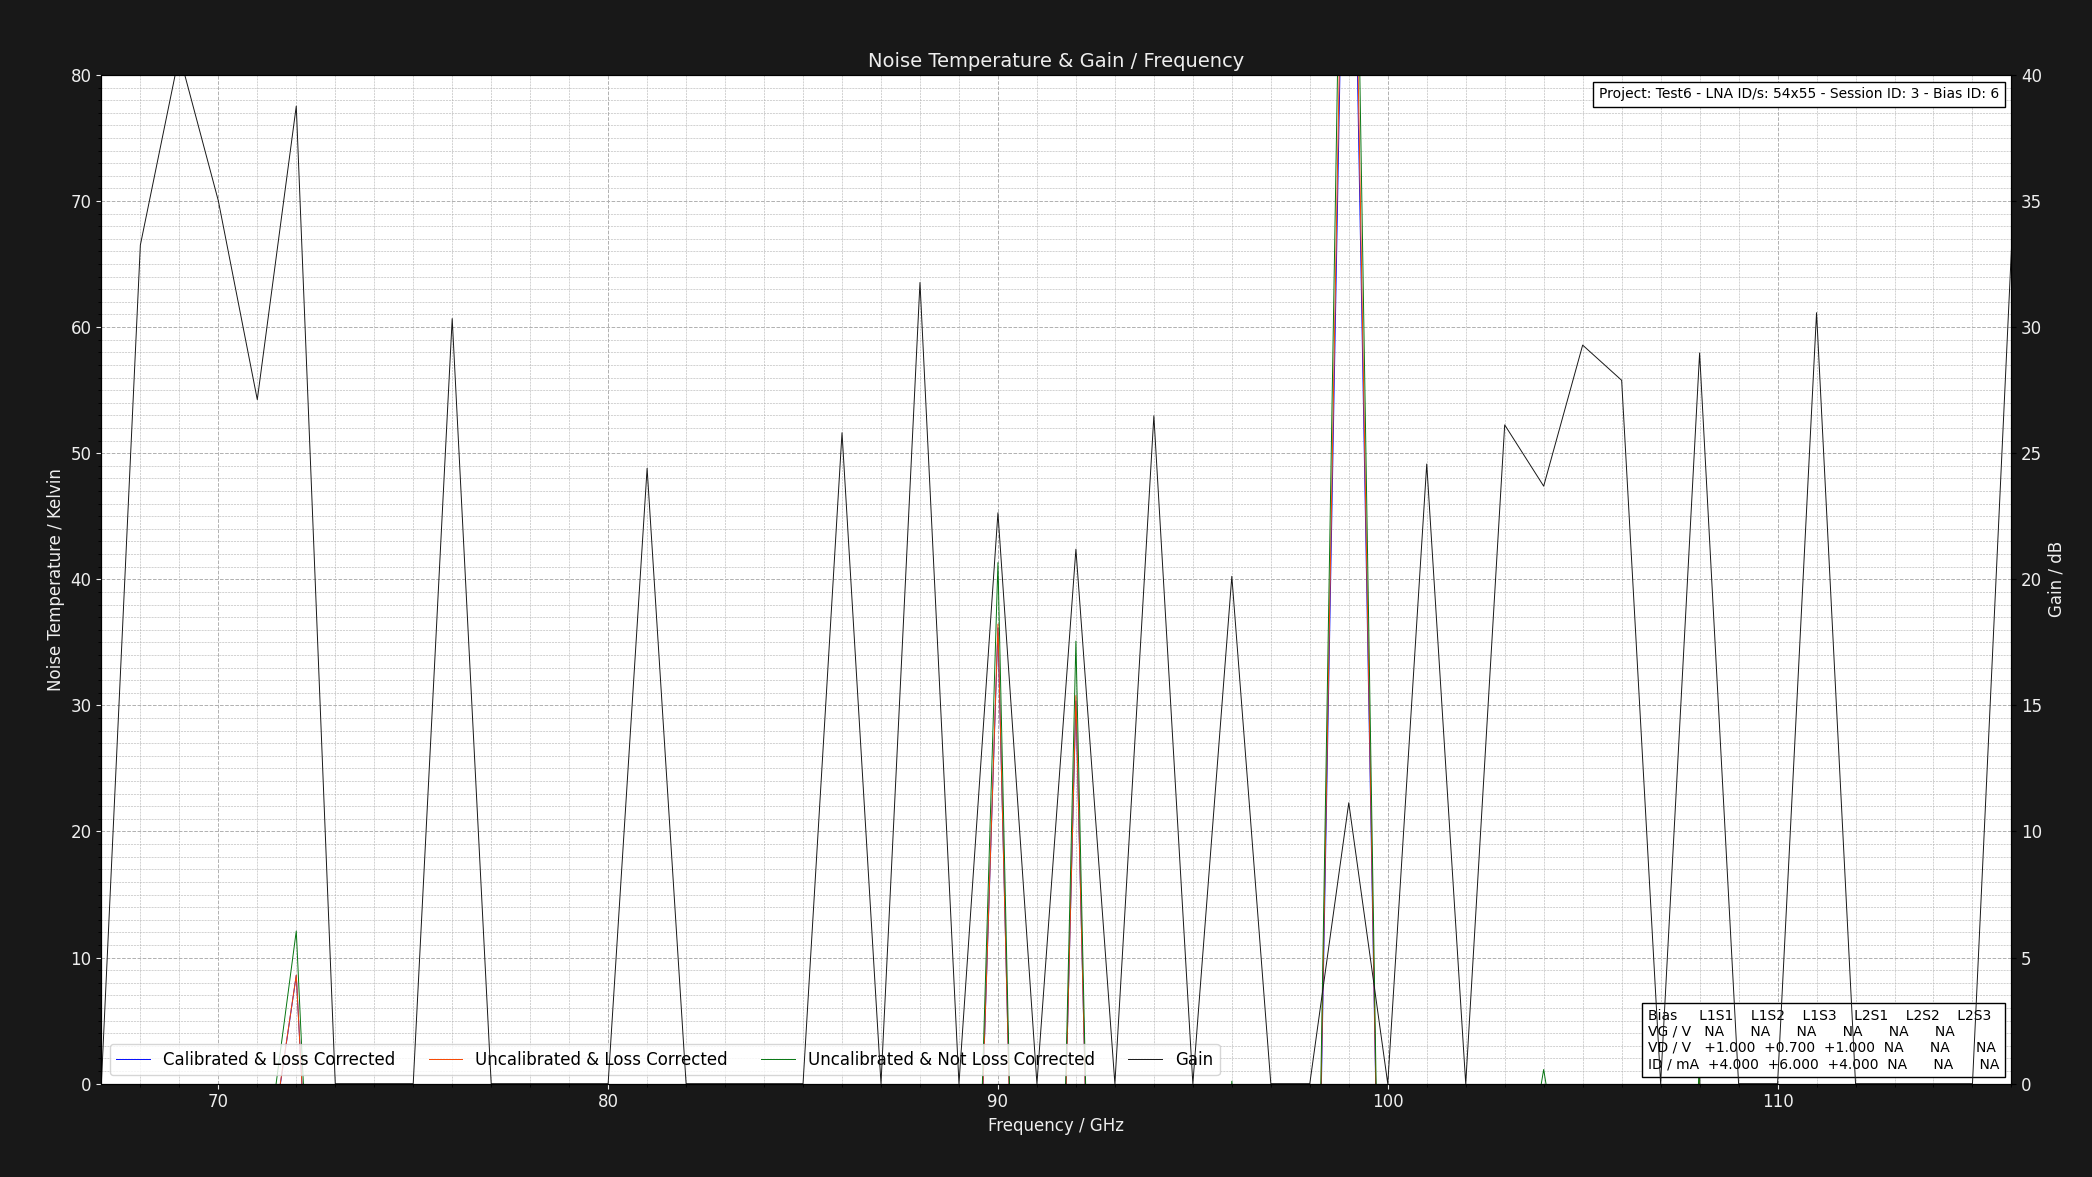 Noise Temperature & Gain / Frequency
Project: Test6 - LNA ID/s: 54x55 - Session ID: 3 - Bias ID: 6
80
70
60
50
40
30
20
10
0
Noise Temperature / Kelvin
40
35
30
25
20
15
10
5
0
Gain / dB
Bias L1S1 L1S2 L1S3 L2S1 L2S2 L2S3
VG / V NA NA NA NA NA NA
VD / V +1.000 +0.700 +1.000 NA NA NA
ID / mA +4.000 +6.000 +4.000 NA NA NA
Calibrated & Loss Corrected Uncalibrated & Loss Corrected Uncalibrated & Not Loss Corrected Gain
70 80 90 100 110
Frequency / GHz